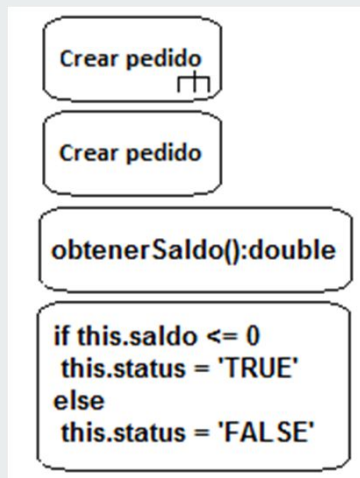 Crear pedido
Crear pedido
obtenerSaldo():double
if this.saldo <= 0
this.status = 'TRUE'
else
this.status = 'FALSE'